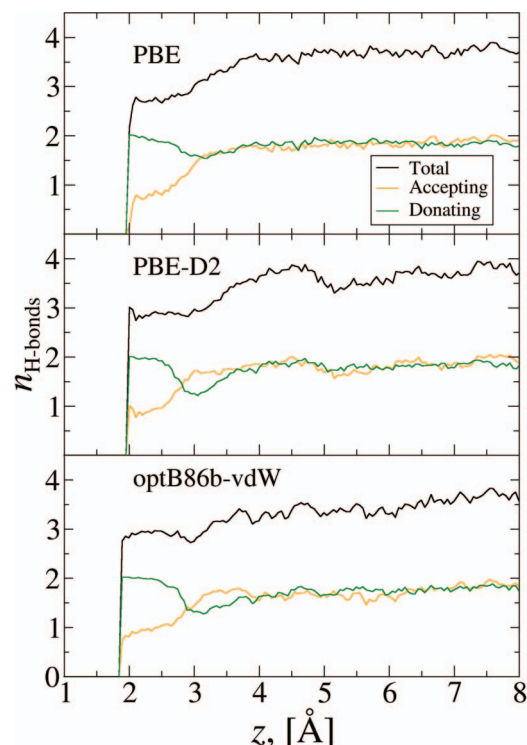 4
PBE
3
2
Total
Accepting
1
Donating
4
PBE-D2
3
2
1
n_H-bonds
4
optB86b-vdW
3
2
1
0
1 2 3 4 5 6 7 8
z, [Å]